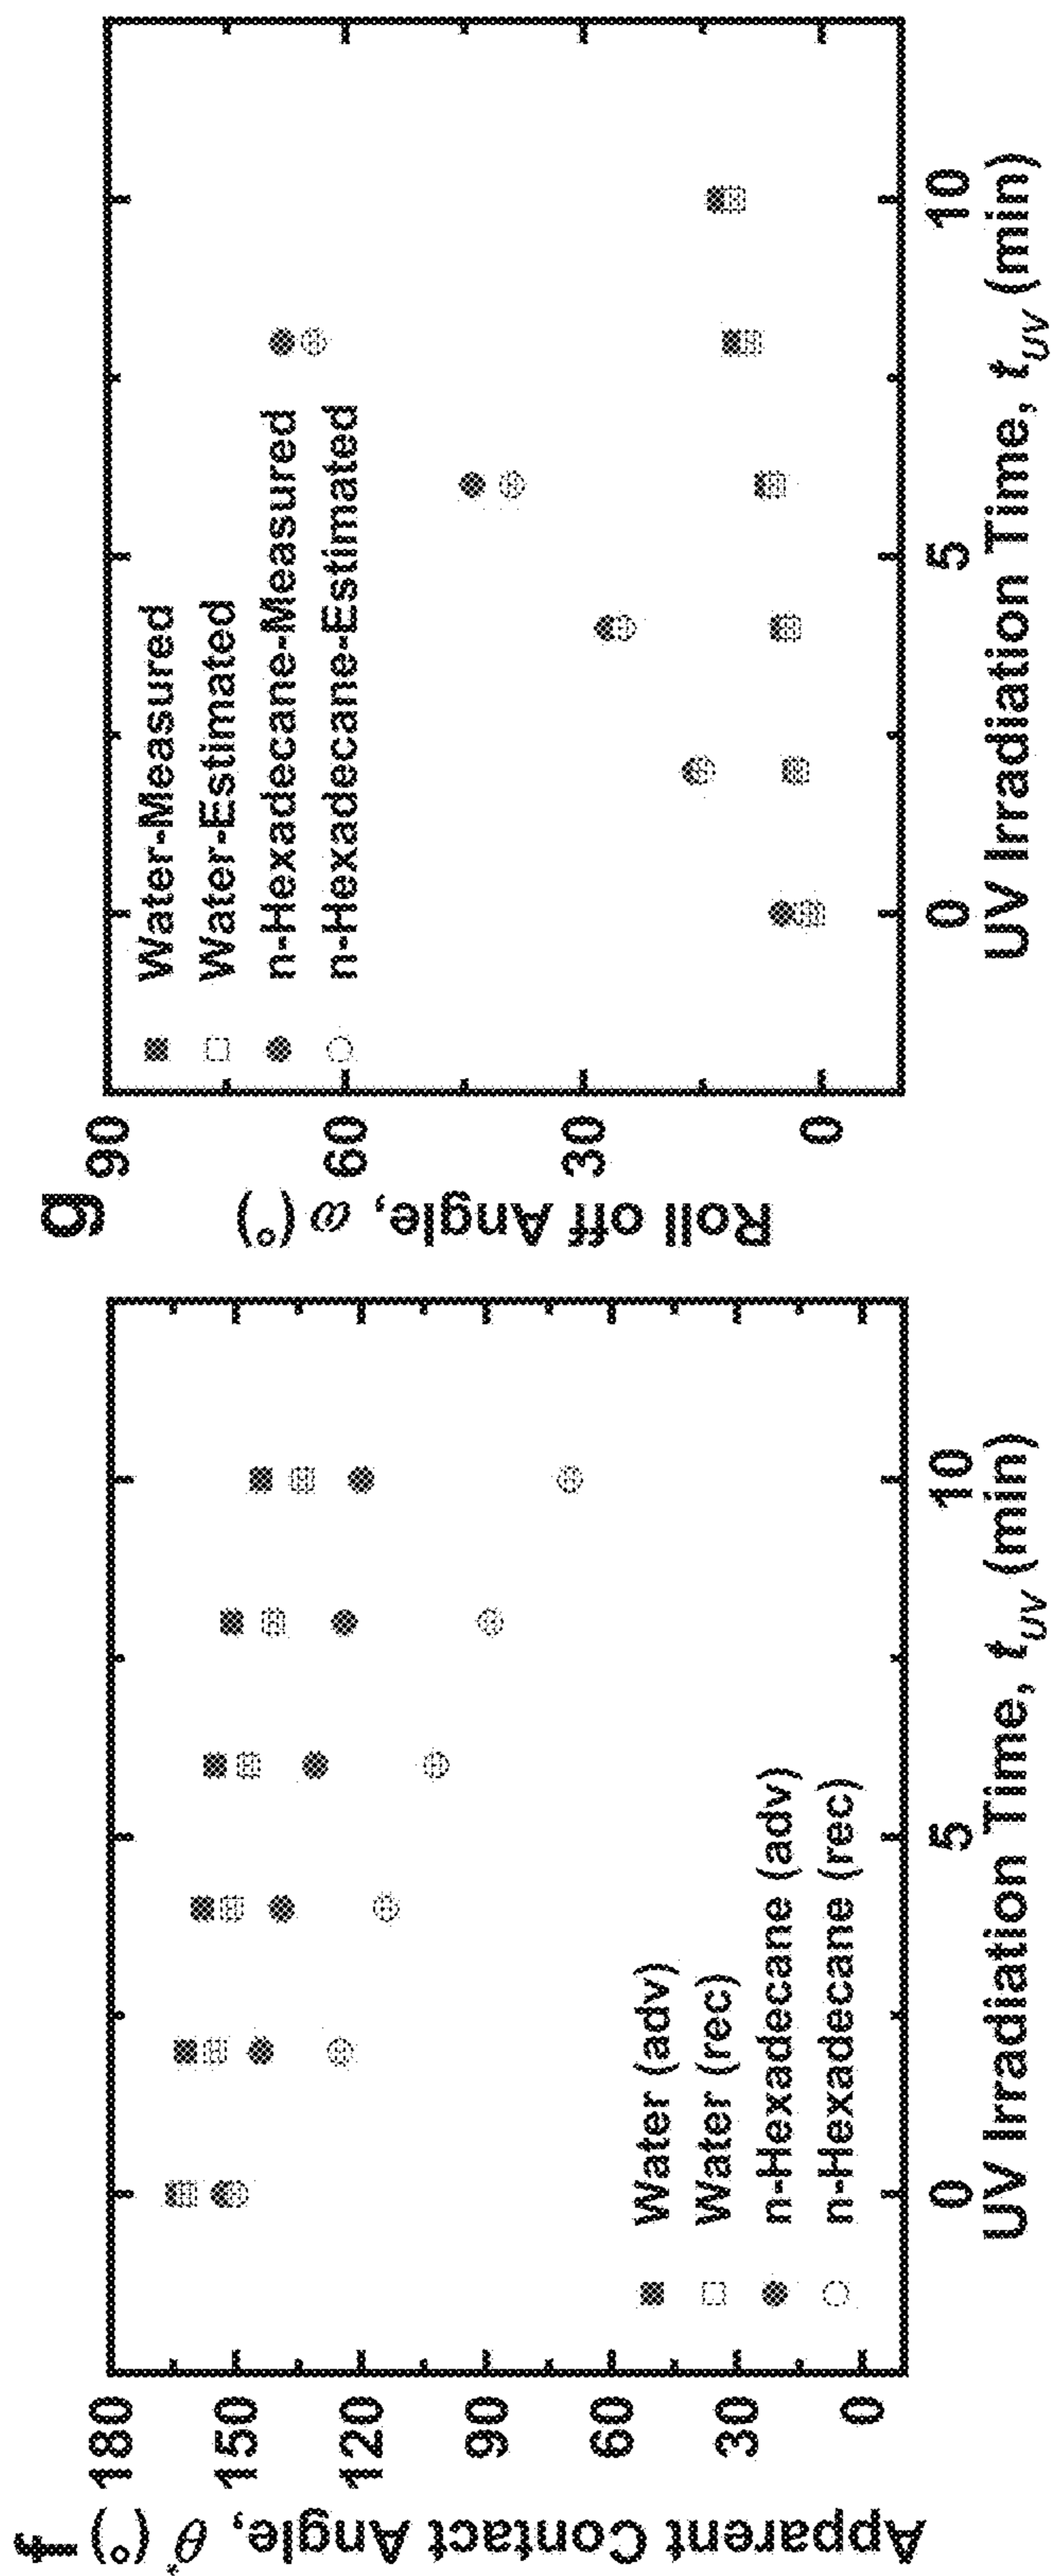 f
Apparent Contact Angle, θ* (°)
180
150
120
90
60
30
0
Water (adv)
Water (rec)
n-Hexadecane (adv)
n-Hexadecane (rec)
0
5
10
UV Irradiation Time, tUV (min)
g
Roll off Angle, ω (°)
90
60
30
0
Water-Measured
Water-Estimated
n-Hexadecane-Measured
n-Hexadecane-Estimated
0
5
10
UV Irradiation Time, tUV (min)